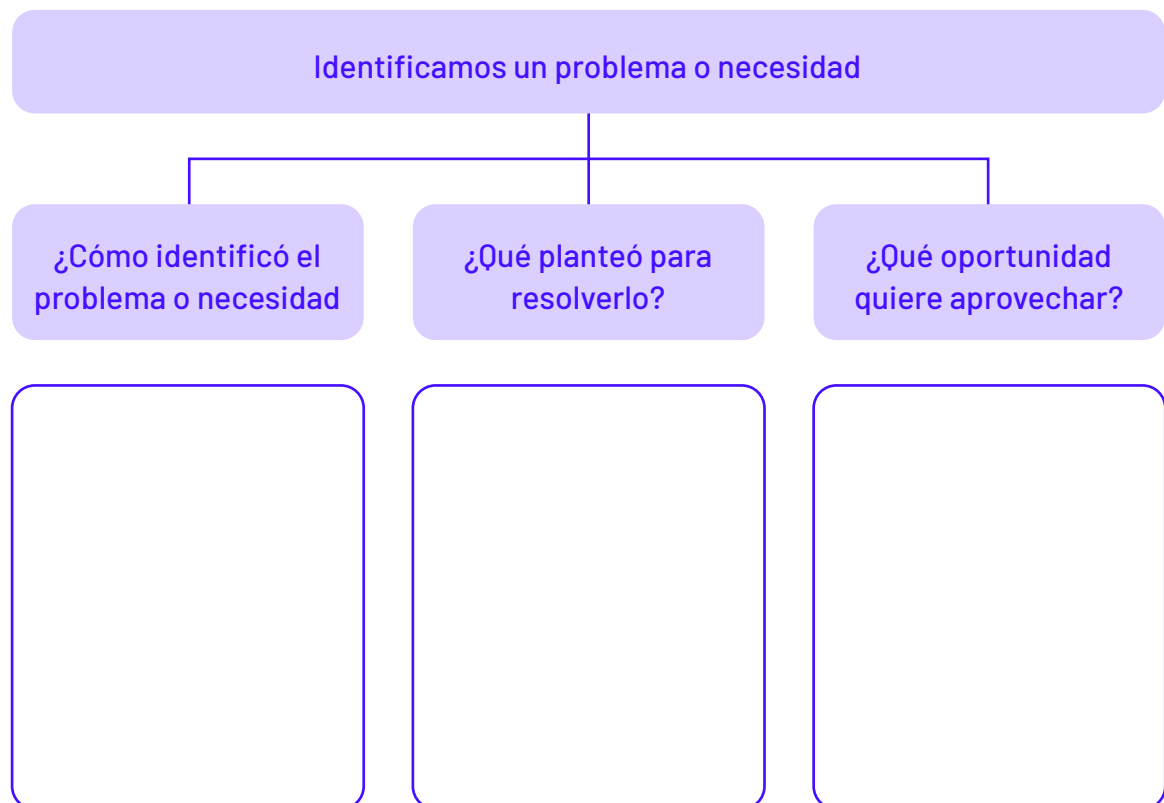 Identificamos un problema o necesidad
¿Cómo identificó el
problema o necesidad
¿Qué planteó para
resolverlo?
¿Qué oportunidad
quiere aprovechar?